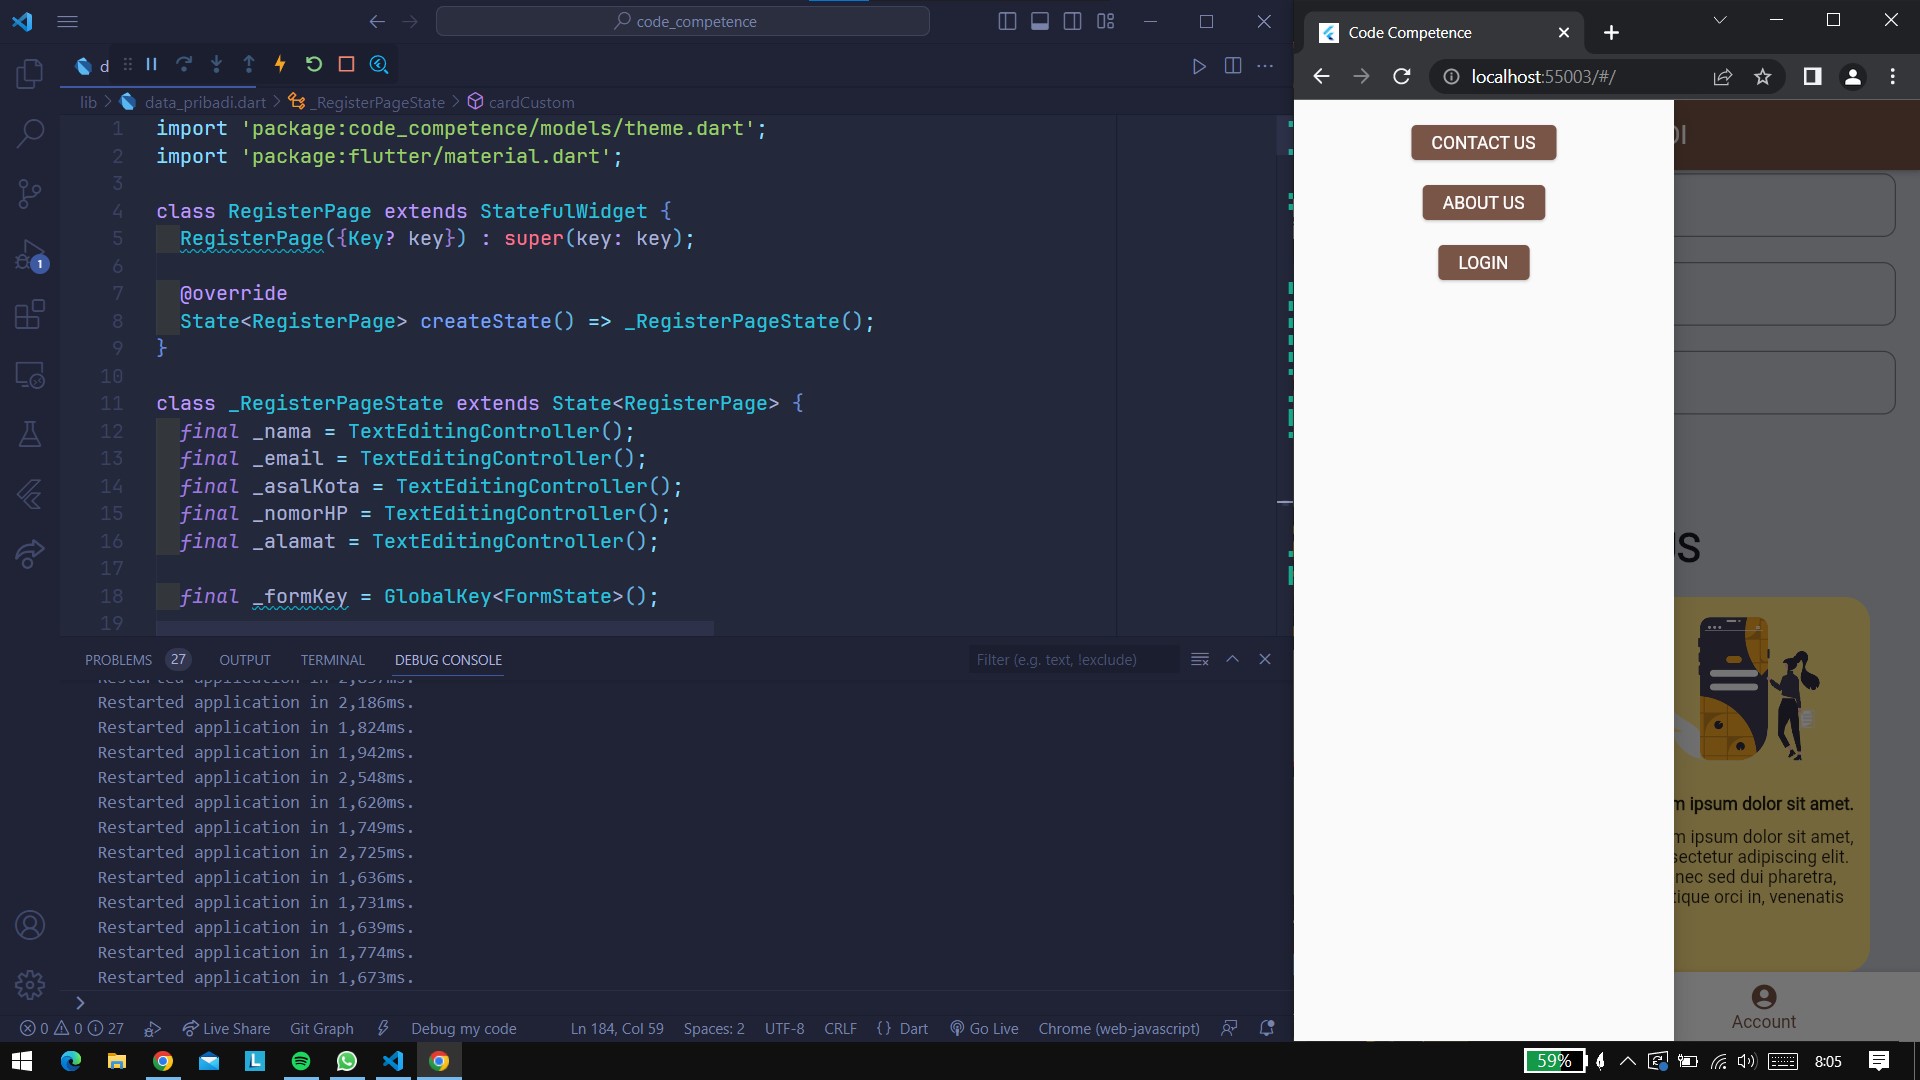 code_competence
d
lib > data_pribadi.dart > _RegisterPageState > cardCustom
1 import 'package:code_competence/models/theme.dart';
2 import 'package:flutter/material.dart';
3
4 class RegisterPage extends StatefulWidget {
5 RegisterPage({Key? key}) : super(key: key);
6
7 @override
8 State<RegisterPage> createState() => _RegisterPageState();
9 }
10
11 class _RegisterPageState extends State<RegisterPage> {
12 final _nama = TextEditingController();
13 final _email = TextEditingController();
14 final _asalKota = TextEditingController();
15 final _nomorHP = TextEditingController();
16 final _alamat = TextEditingController();
17
18 final _formKey = GlobalKey<FormState>();
19
PROBLEMS 27 OUTPUT TERMINAL DEBUG CONSOLE Filter (e.g. text, !exclude)
Restarted application in 2,186ms.
Restarted application in 1,824ms.
Restarted application in 1,942ms.
Restarted application in 2,548ms.
Restarted application in 1,620ms.
Restarted application in 1,749ms.
Restarted application in 2,725ms.
Restarted application in 1,636ms.
Restarted application in 1,731ms.
Restarted application in 1,639ms.
Restarted application in 1,774ms.
Restarted application in 1,673ms.
1
0 0 27 Live Share Git Graph Debug my code Ln 184, Col 59 Spaces: 2 UTF-8 CRLF {} Dart Go Live Chrome (web-javascript)
Code Competence
localhost:55003/#/
CONTACT US
ABOUT US
LOGIN
DI
US
m ipsum dolor sit amet.
m ipsum dolor sit amet,
sectetur adipiscing elit.
nec sed dui pharetra,
tique orci in, venenatis
Account
59% 8:05